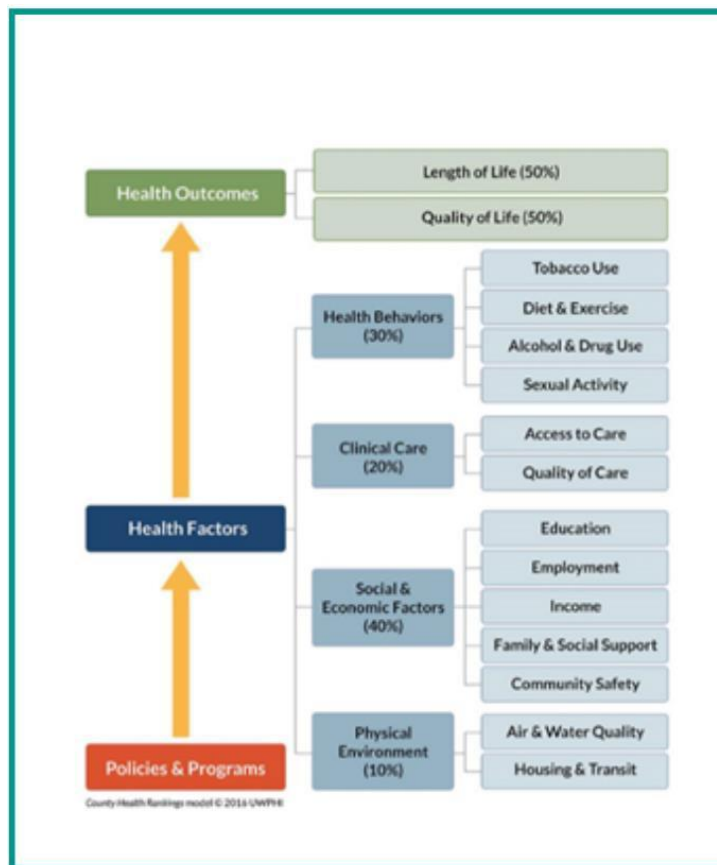 Health Outcomes
Length of Life (50%)
Quality of Life (50%)
Health Factors
Health Behaviors
(30%)
Tobacco Use
Diet & Exercise
Alcohol & Drug Use
Sexual Activity
Clinical Care
(20%)
Access to Care
Quality of Care
Social &
Economic Factors
(40%)
Education
Employment
Income
Family & Social Support
Community Safety
Physical
Environment
(10%)
Air & Water Quality
Housing & Transit
Policies & Programs
County Health Rankings model © 2016 UWPHI